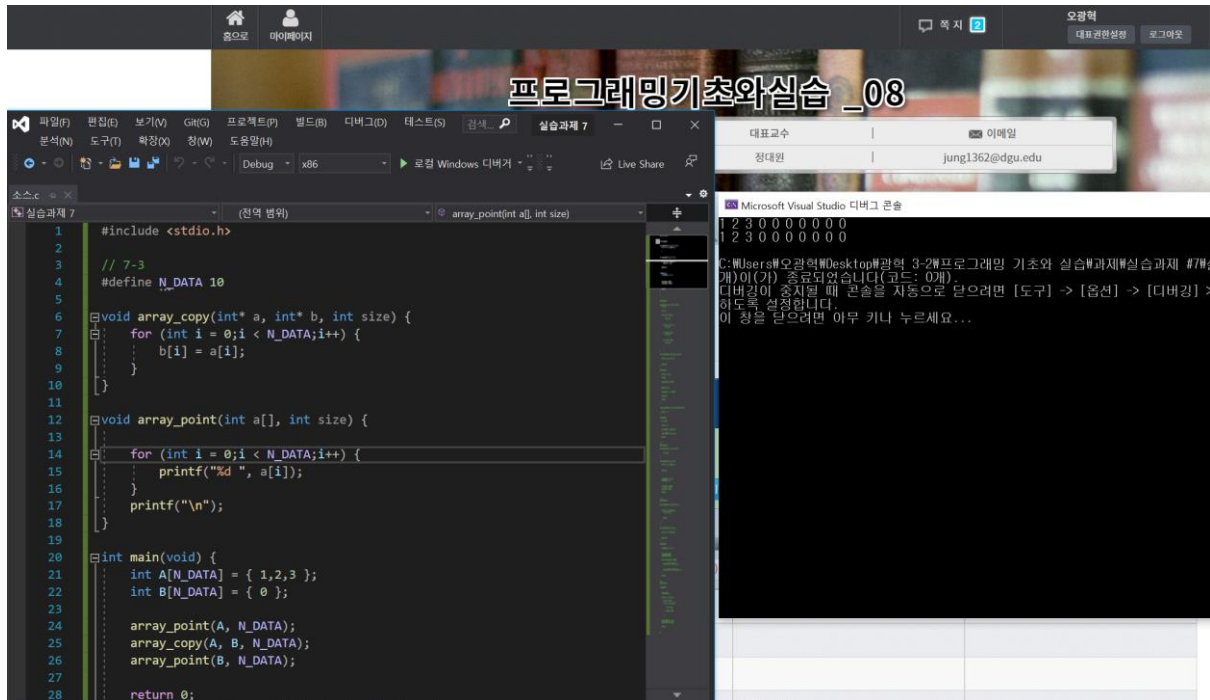 홈으로 마이페이지 쪽지 2 오광혁
대표권한설정 로그아웃
프로그래밍기초와실습 _08
대표교수 | 이메일
정대원 | jung1362@dgu.edu
파일(F) 편집(E) 보기(V) Git(G) 프로젝트(P) 빌드(B) 디버그(D) 테스트(S) 검색... 실습과제 7
분석(N) 도구(T) 확장(X) 창(W) 도움말(H)
Debug x86 로컬 Windows 디버거 Live Share
소스.c
실습과제 7 (전역 범위) array_point(int a[], int size)
1 #include <stdio.h>
2
3 // 7-3
4 #define N_DATA 10
5
6 void array_copy(int* a, int* b, int size) {
7 for (int i = 0;i < N_DATA;i++) {
8 b[i] = a[i];
9 }
10 }
11
12 void array_point(int a[], int size) {
13
14 for (int i = 0;i < N_DATA;i++) {
15 printf("%d ", a[i]);
16 }
17 printf("\n");
18 }
19
20 int main(void) {
21 int A[N_DATA] = { 1,2,3 };
22 int B[N_DATA] = { 0 };
23
24 array_point(A, N_DATA);
25 array_copy(A, B, N_DATA);
26 array_point(B, N_DATA);
27
28 return 0;
Microsoft Visual Studio 디버그 콘솔
1 2 3 0 0 0 0 0 0 0
1 2 3 0 0 0 0 0 0 0
C:₩Users₩오광혁₩Desktop₩광혁 3-2₩프로그래밍 기초와 실습₩과제₩실습과제 #7₩
개)이(가) 종료되었습니다(코드: 0개).
디버깅이 중지될 때 콘솔을 자동으로 닫으려면 [도구] -> [옵션] -> [디버깅] >
하도록 설정합니다.
이 창을 닫으려면 아무 키나 누르세요...